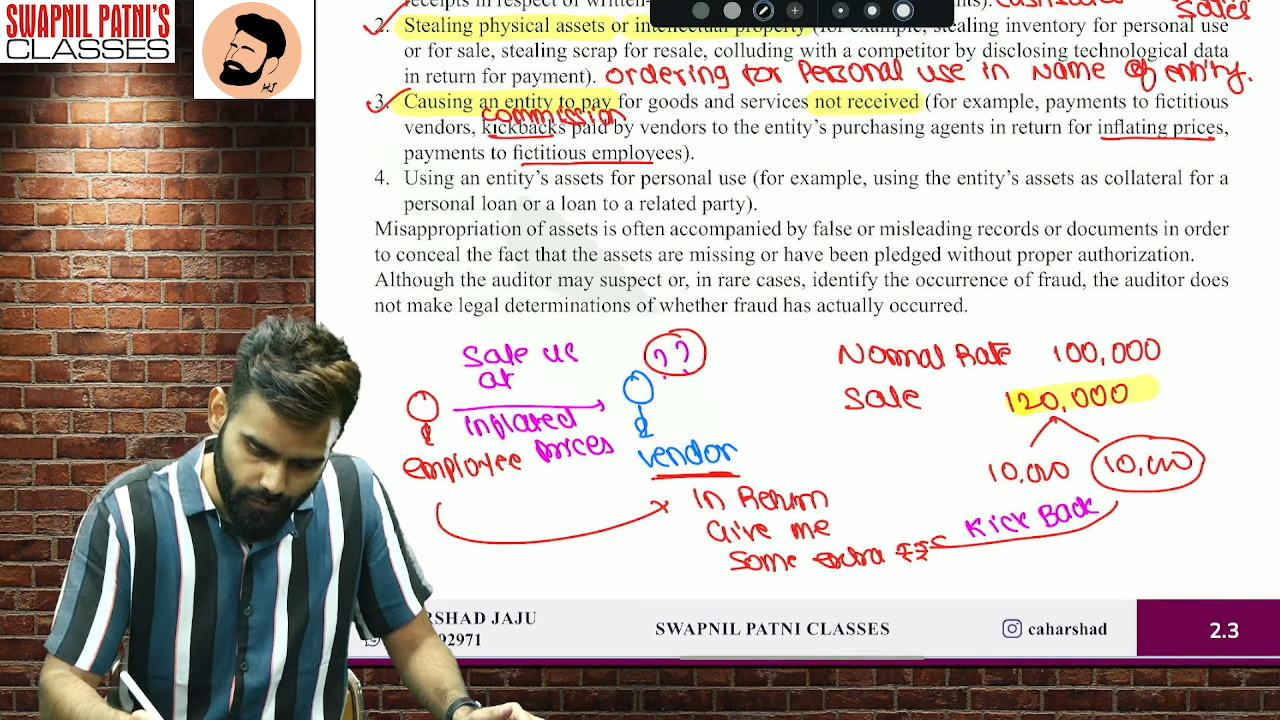 SWAPNIL PATNI'S
CLASSES
HJ
receipts in respect of written-
sales
2. Stealing physical assets or intellectual property (for example, stealing inventory for personal use
or for sale, stealing scrap for resale, colluding with a competitor by disclosing technological data
in return for payment). Ordering for Personal use in Name of entity.
3. Causing an entity to pay for goods and services not received (for example, payments to fictitious
commission
vendors, kickbacks paid by vendors to the entity's purchasing agents in return for inflating prices,
payments to fictitious employees).
4. Using an entity's assets for personal use (for example, using the entity's assets as collateral for a
personal loan or a loan to a related party).
Misappropriation of assets is often accompanied by false or misleading records or documents in order
to conceal the fact that the assets are missing or have been pledged without proper authorization.
Although the auditor may suspect or, in rare cases, identify the occurrence of fraud, the auditor does
not make legal determinations of whether fraud has actually occurred.
Sale us
at
inflated
prices
employee
??
vendor
In Return
Give me
Some extra ₹₹
Normal Rate 100,000
Sale 120,000
10,000 10,000
Kick Back
RSHAD JAJU
92971
SWAPNIL PATNI CLASSES
caharshad
2.3